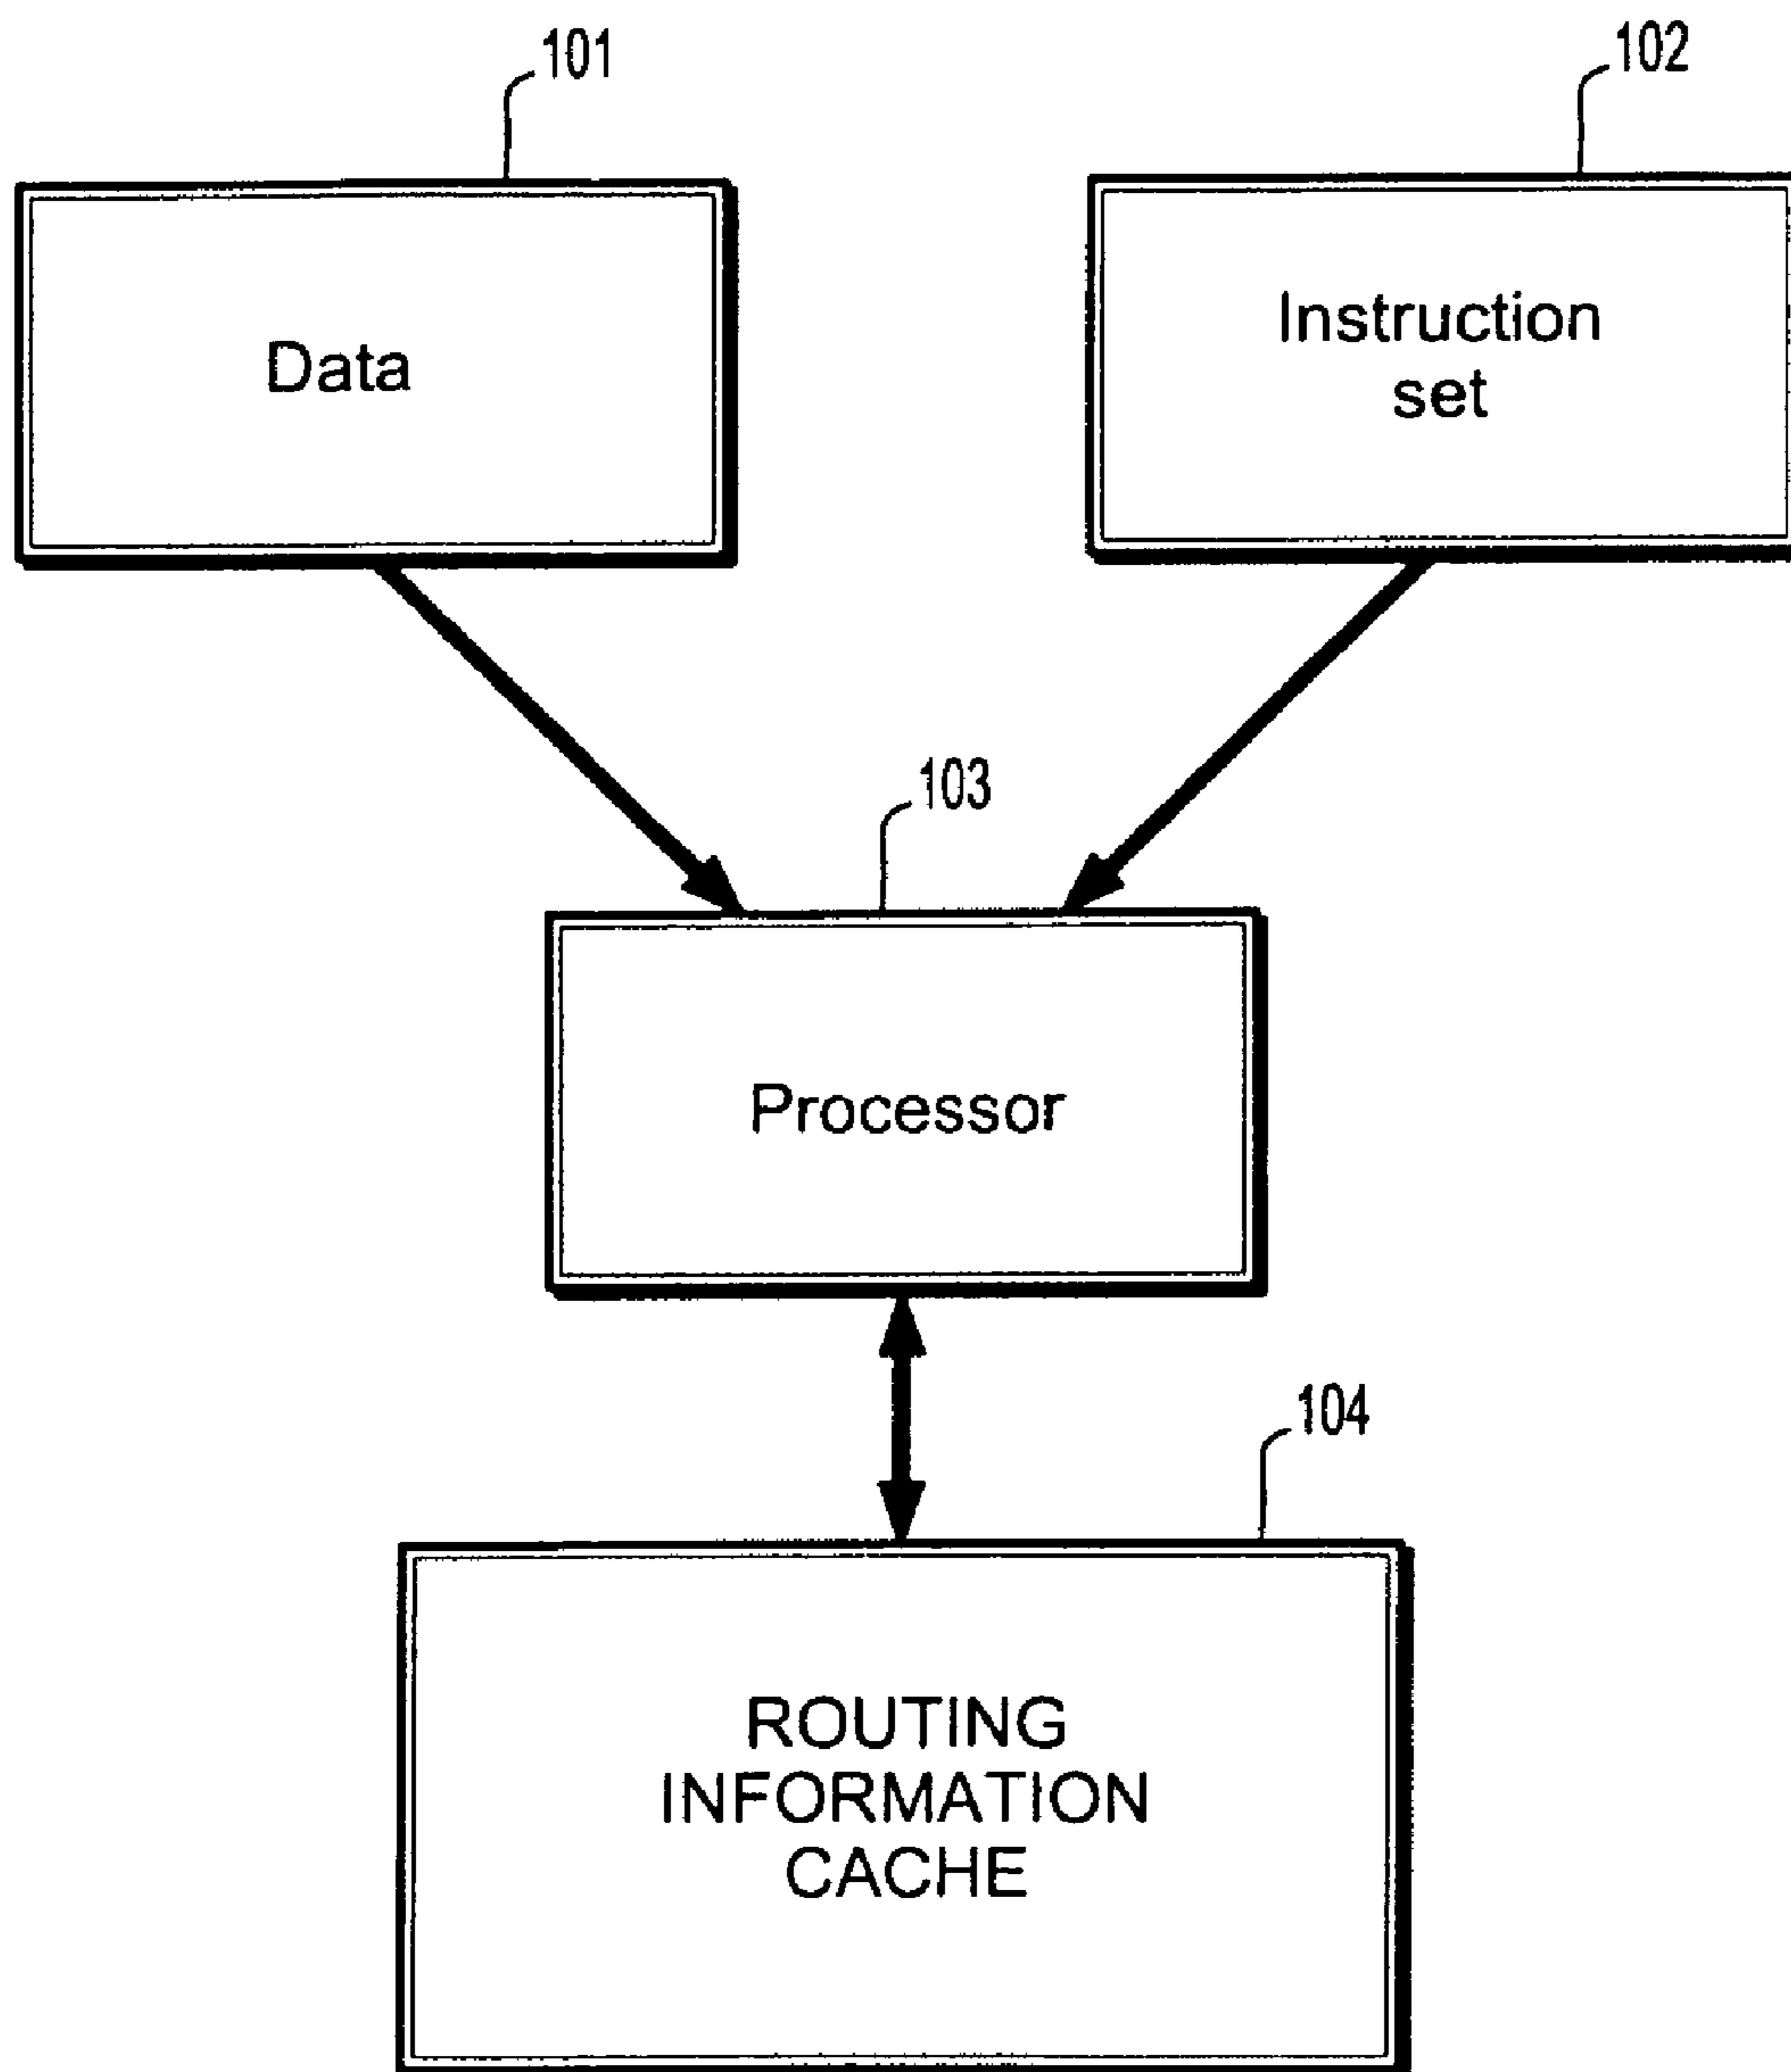 101
102
Data
Instruction
set
103
Processor
104
ROUTING
INFORMATION
CACHE